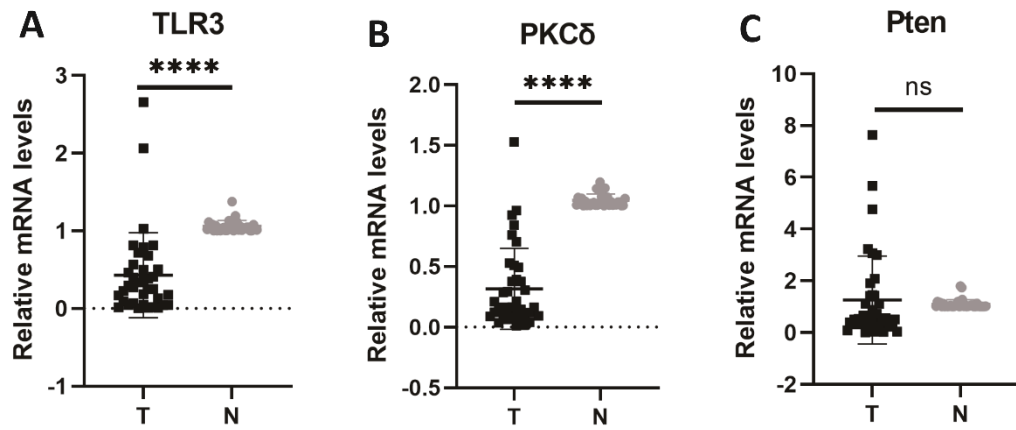 A
TLR3
****
Relative mRNA levels
3
2
1
0
-1
T
N
B
PKCδ
****
Relative mRNA levels
2.0
1.5
1.0
0.5
0.0
-0.5
T
N
C
Pten
ns
Relative mRNA levels
10
8
6
4
2
0
-2
T
N